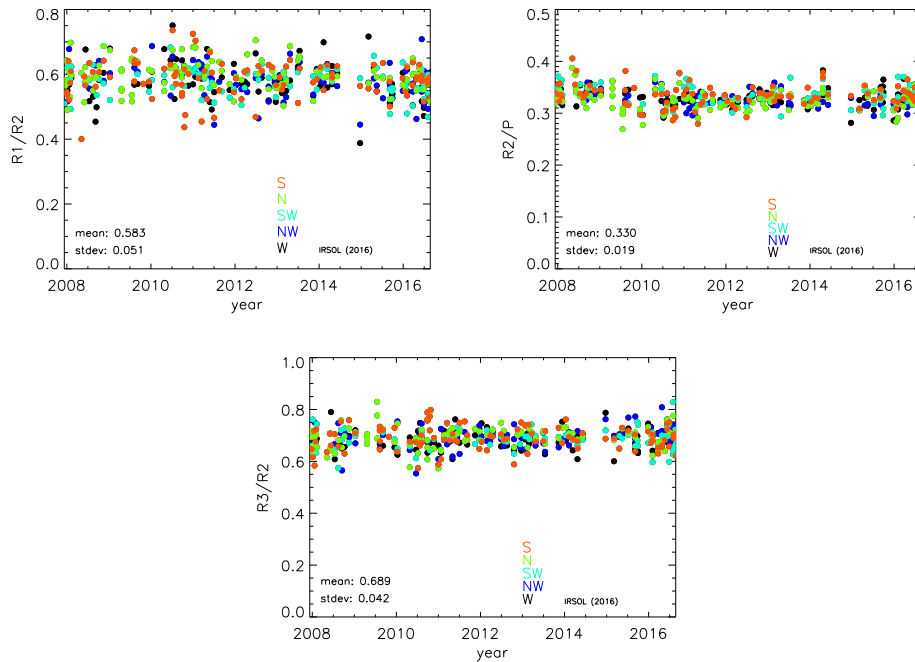 0.8
0.6
0.4
0.2
0.0
R1/R2
S
N
SW
NW
W
mean: 0.583
stdev: 0.051
IRSOL (2016)
2008 2010 2012 2014 2016
year
0.5
0.4
0.3
0.2
0.1
0.0
R2/P
S
N
SW
NW
W
mean: 0.330
stdev: 0.019
IRSOL (2016)
2008 2010 2012 2014 2016
year
1.0
0.8
0.6
0.4
0.2
0.0
R3/R2
S
N
SW
NW
W
mean: 0.689
stdev: 0.042
IRSOL (2016)
2008 2010 2012 2014 2016
year